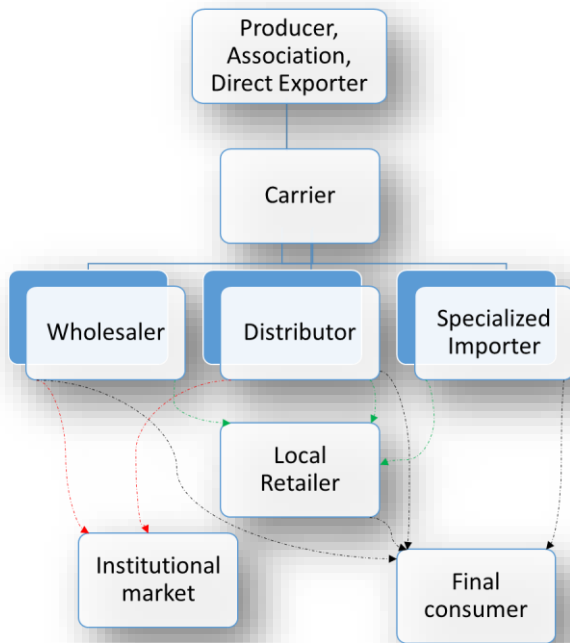 Producer,
Association,
Direct Exporter
Carrier
Wholesaler
Distributor
Specialized
Importer
Local
Retailer
Institutional
market
Final
consumer